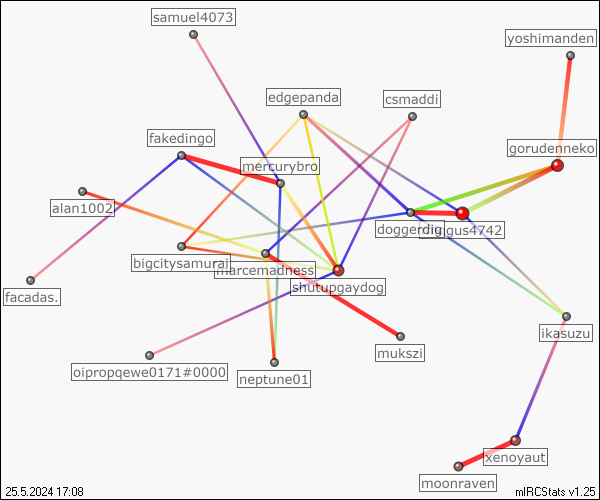 samuel4073
yoshimanden
edgepanda
csmaddi
fakedingo
gorudenneko
mercurybro
alan1002
doggerdig
diggus4742
bigcitysamurai
marcemadness
shutupgaydog
facadas.
ikasuzu
mukszi
oipropqewe0171#0000
neptune01
xenoyaut
moonraven
25.5.2024 17:08
mIRCStats v1.25